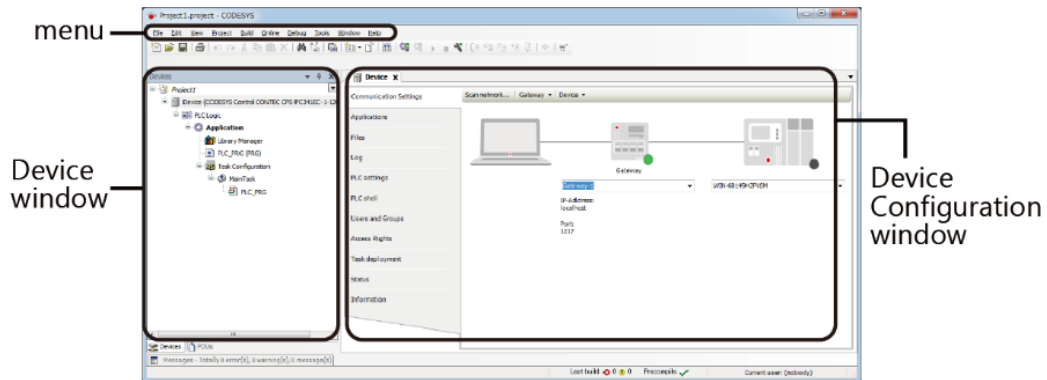 Project1.project - CODESYS
menu
File Edit View Project Build Online Debug Tools Window Help
Devices
Project1
Device (CODESYS Control CONTEC CPS-PC341EC-1-12
PLC Logic
Application
Library Manager
PLC_PRG (PRG)
Task Configuration
MainTask
PLC_PRG
Device
window
Devices POUs
Messages - Totally 0 error(s), 0 warning(s), 0 message(s)
Device X
Communication Settings
Applications
Files
Log
PLC settings
PLC shell
Users and Groups
Access Rights
Task deployment
Status
Information
Scan network... Gateway Device
Gateway
Gateway-1
IP-Address:
localhost
Port:
1217
Device
Configuration
window
Last build: 0 0 Precompile
Current user: (nobody)